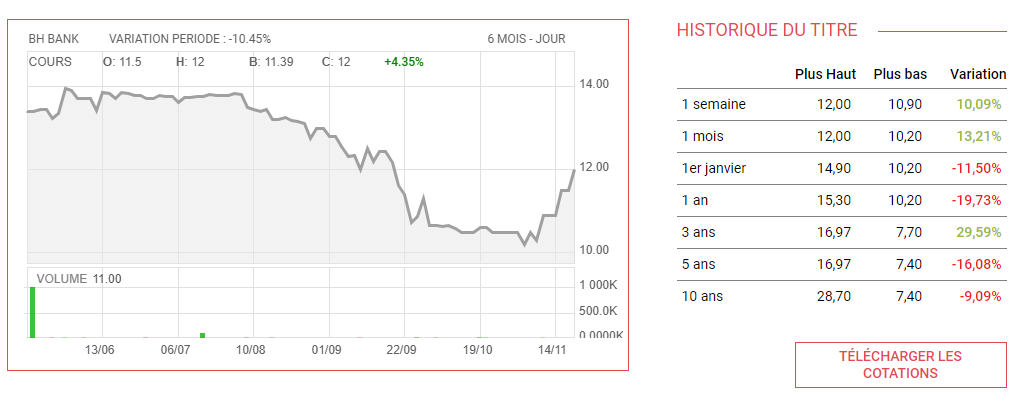 BH BANK VARIATION PERIODE : -10.45% 6 MOIS - JOUR
COURS O: 11.5 H: 12 B: 11.39 C: 12 +4.35%
14.00
12.00
10.00
VOLUME 11.00
1 000K
500.0K
0.0000K
13/06 06/07 10/08 01/09 22/09 19/10 14/11
HISTORIQUE DU TITRE
Plus Haut Plus bas Variation
1 semaine 12,00 10,90 10,09%
1 mois 12,00 10,20 13,21%
1er janvier 14,90 10,20 -11,50%
1 an 15,30 10,20 -19,73%
3 ans 16,97 7,70 29,59%
5 ans 16,97 7,40 -16,08%
10 ans 28,70 7,40 -9,09%
TÉLÉCHARGER LES
COTATIONS